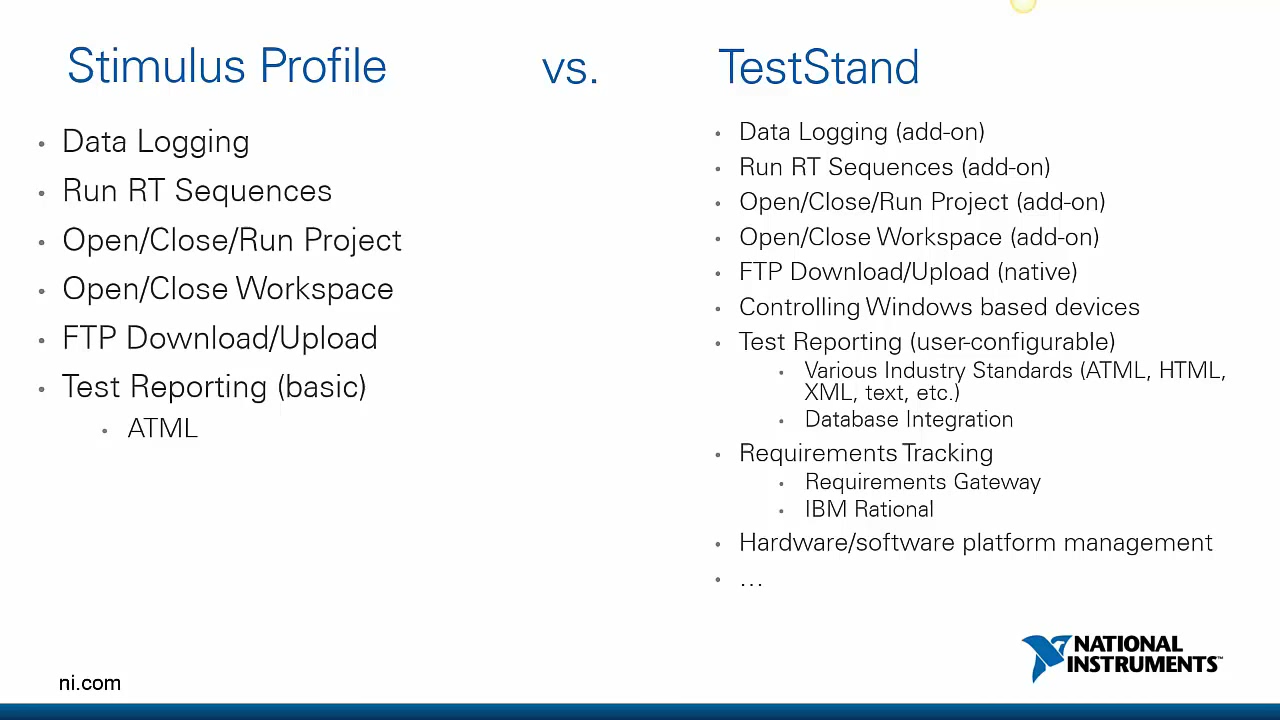 Stimulus Profile vs. TestStand
• Data Logging
• Run RT Sequences
• Open/Close/Run Project
• Open/Close Workspace
• FTP Download/Upload
• Test Reporting (basic)
• ATML
• Data Logging (add-on)
• Run RT Sequences (add-on)
• Open/Close/Run Project (add-on)
• Open/Close Workspace (add-on)
• FTP Download/Upload (native)
• Controlling Windows based devices
• Test Reporting (user-configurable)
• Various Industry Standards (ATML, HTML,
XML, text, etc.)
• Database Integration
• Requirements Tracking
• Requirements Gateway
• IBM Rational
• Hardware/software platform management
• …
NATIONAL
INSTRUMENTS™
ni.com